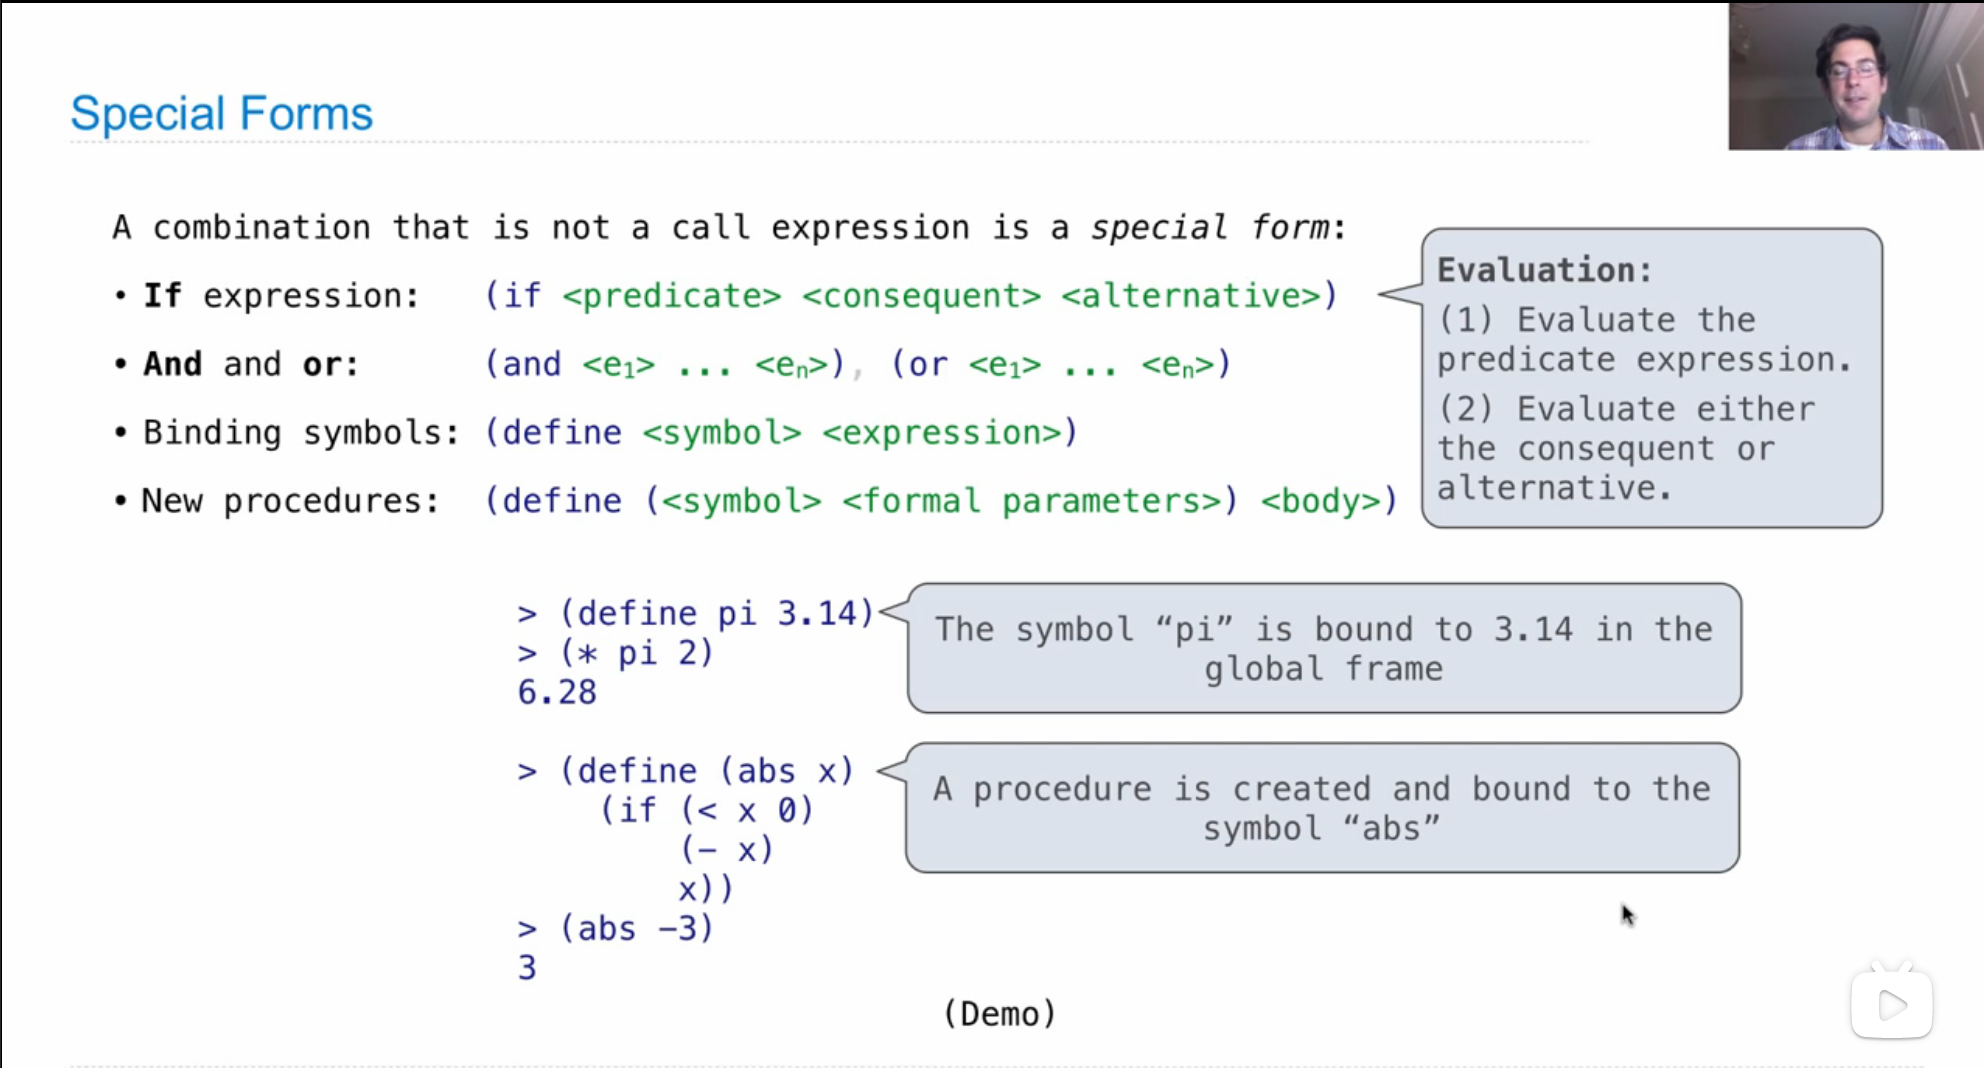 Special Forms
A combination that is not a call expression is a special form:
• If expression: (if <predicate> <consequent> <alternative>)
• And and or: (and <e1> ... <en>), (or <e1> ... <en>)
• Binding symbols: (define <symbol> <expression>)
• New procedures: (define (<symbol> <formal parameters>) <body>)
Evaluation:
(1) Evaluate the
predicate expression.
(2) Evaluate either
the consequent or
alternative.
> (define pi 3.14)
> (* pi 2)
6.28
The symbol “pi” is bound to 3.14 in the
global frame
> (define (abs x)
(if (< x 0)
(- x)
x))
> (abs -3)
3
A procedure is created and bound to the
symbol “abs”
(Demo)